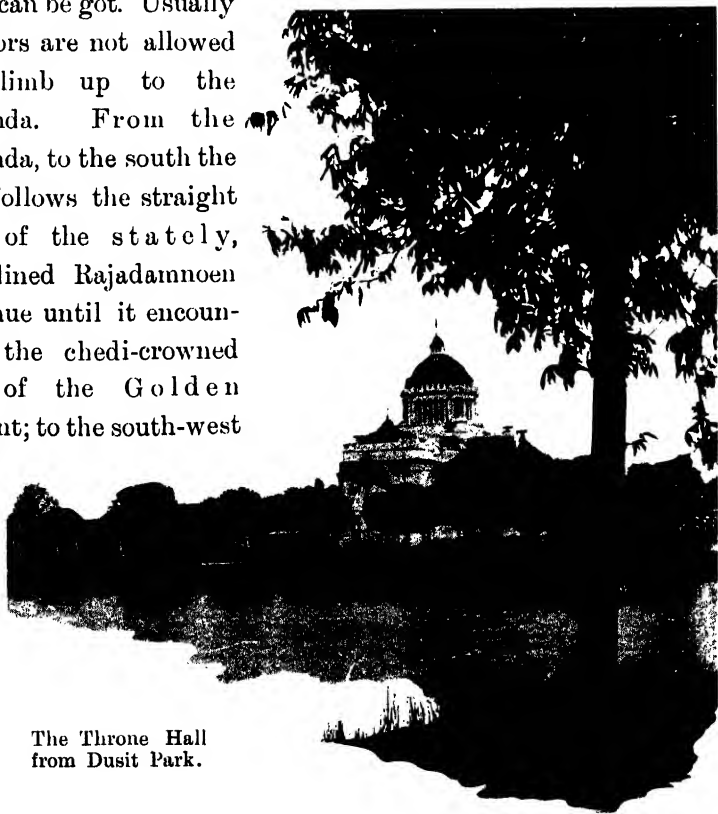 can be got. Usually
ors are not allowed
limb up to the
nda. From the
nda, to the south the
follows the straight
of the stately,
lined Rajadamnoen
nue until it encoun-
the chedi-crowned
of the Golden
nt; to the south-west
The Throne Hall
from Dusit Park.